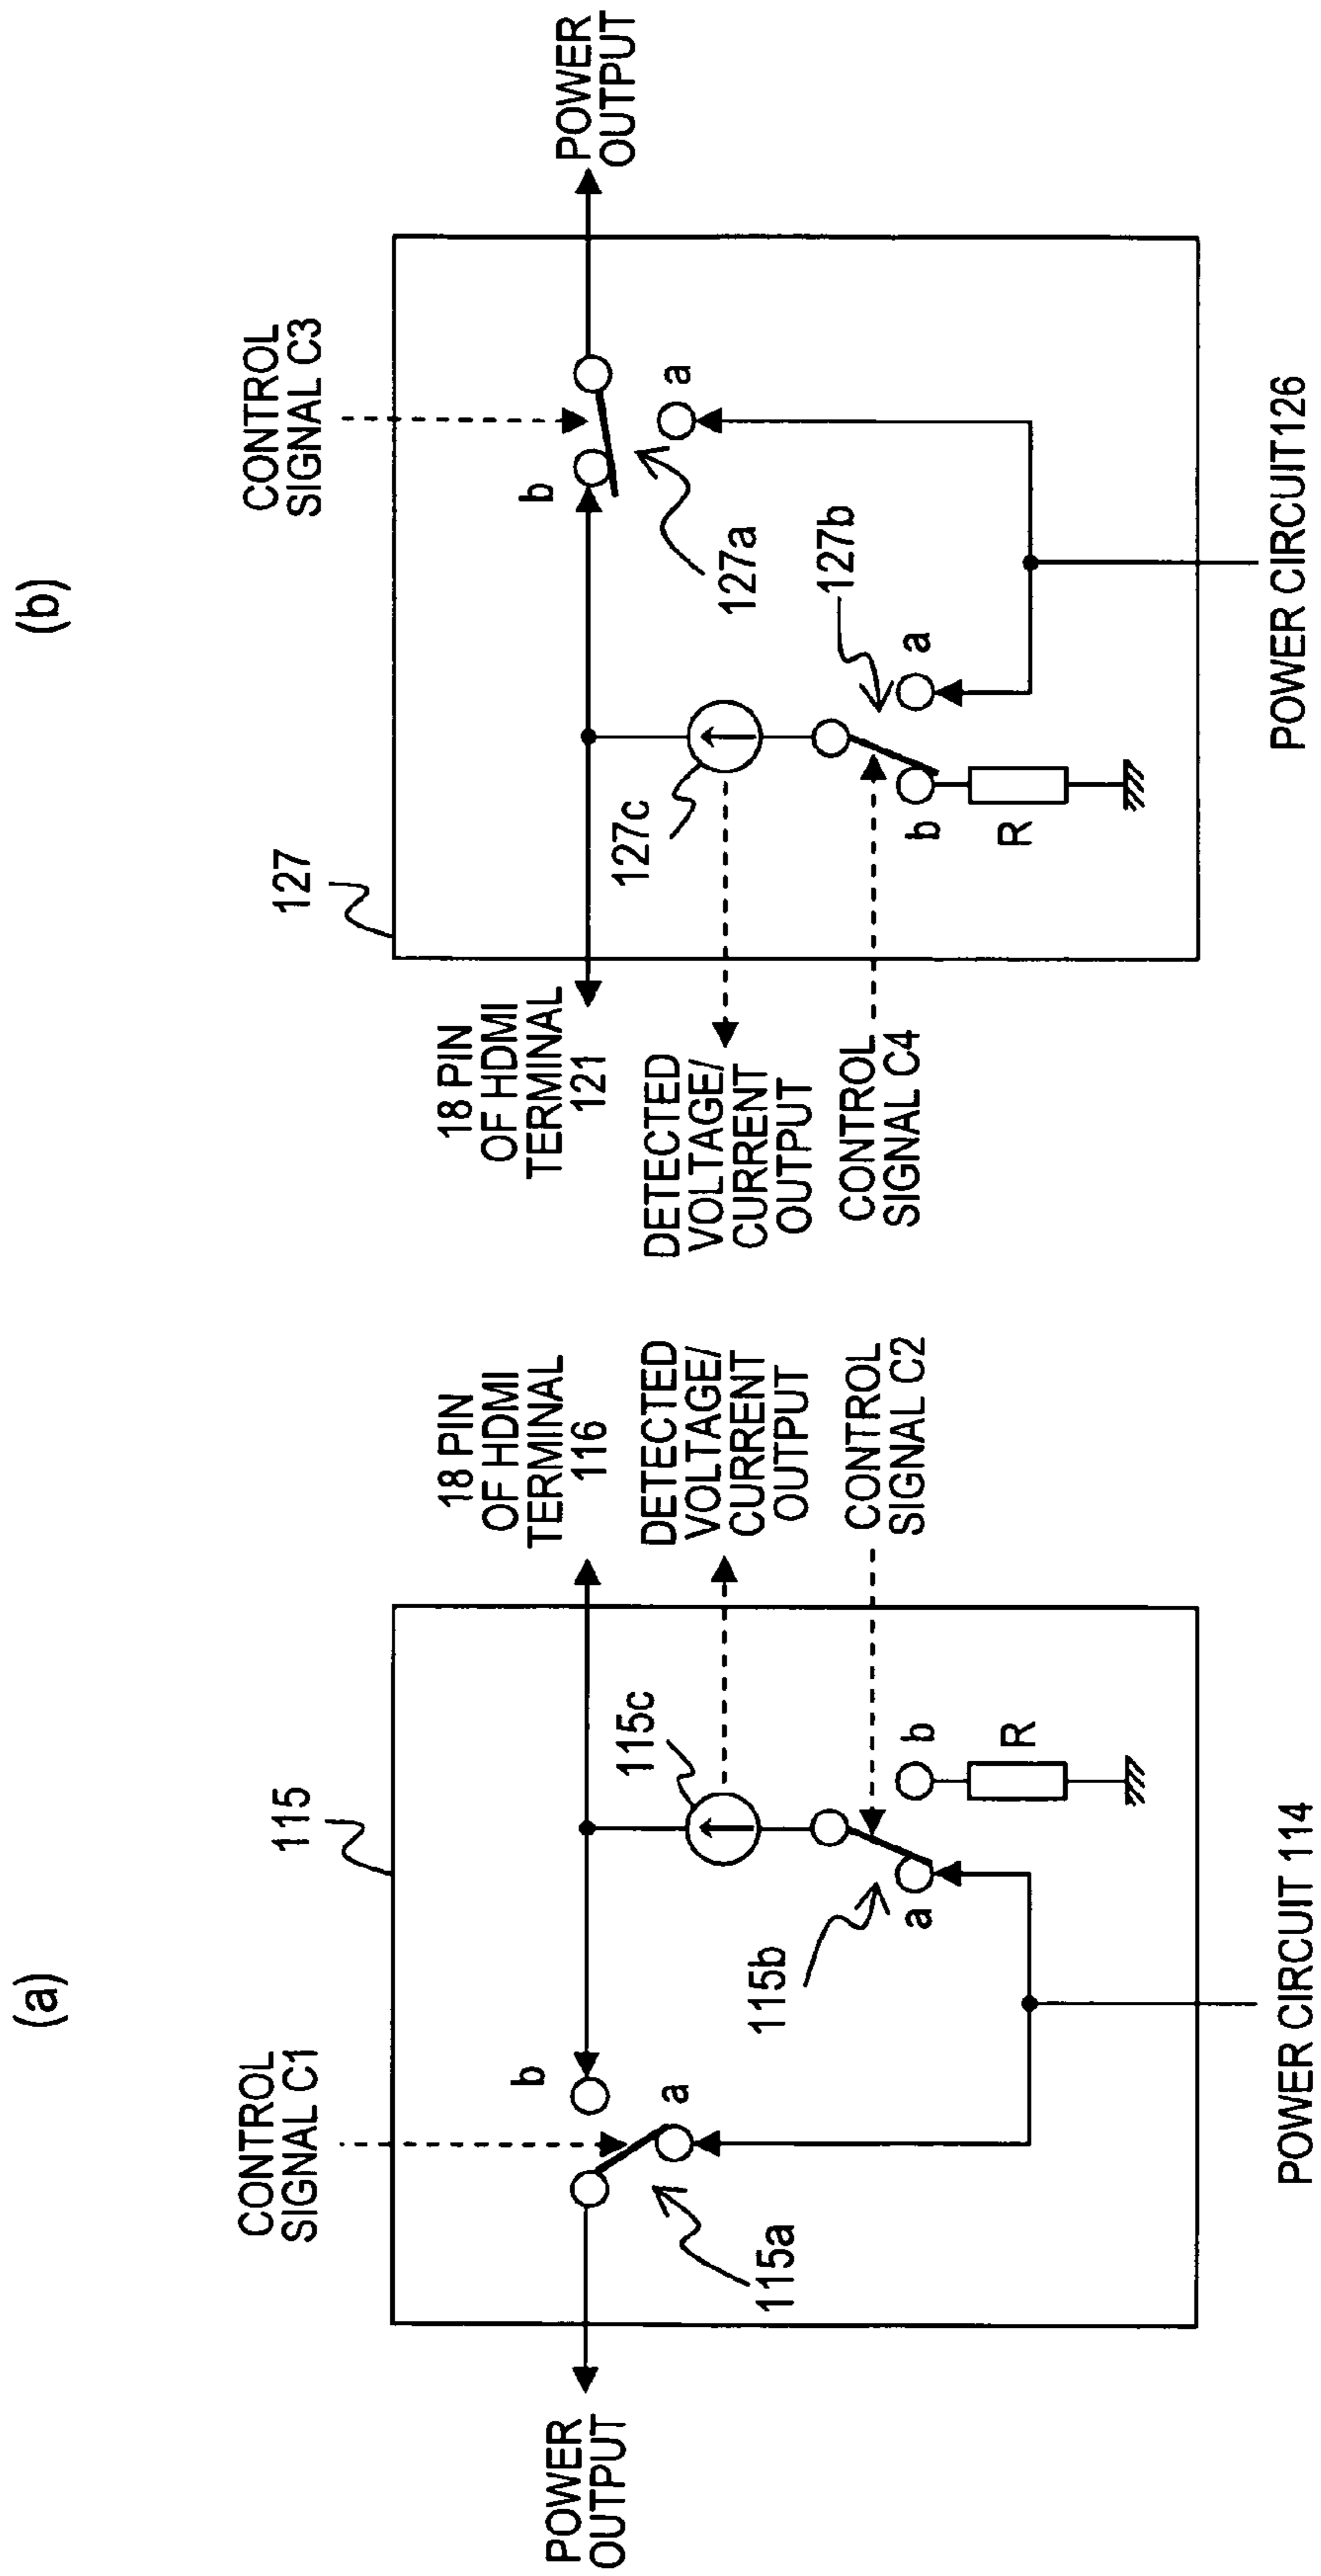 (a)
CONTROL
SIGNAL C1
115
18 PIN
OF HDMI
TERMINAL
116
b
a
POWER
OUTPUT
115a
115b
115c
DETECTED
VOLTAGE/
CURRENT
OUTPUT
a
b
R
CONTROL
SIGNAL C2
POWER CIRCUIT 114
(b)
127
CONTROL
SIGNAL C3
18 PIN
OF HDMI
TERMINAL
121
b
a
POWER
OUTPUT
127a
127c
127b
DETECTED
VOLTAGE/
CURRENT
OUTPUT
b
a
R
CONTROL
SIGNAL C4
POWER CIRCUIT126